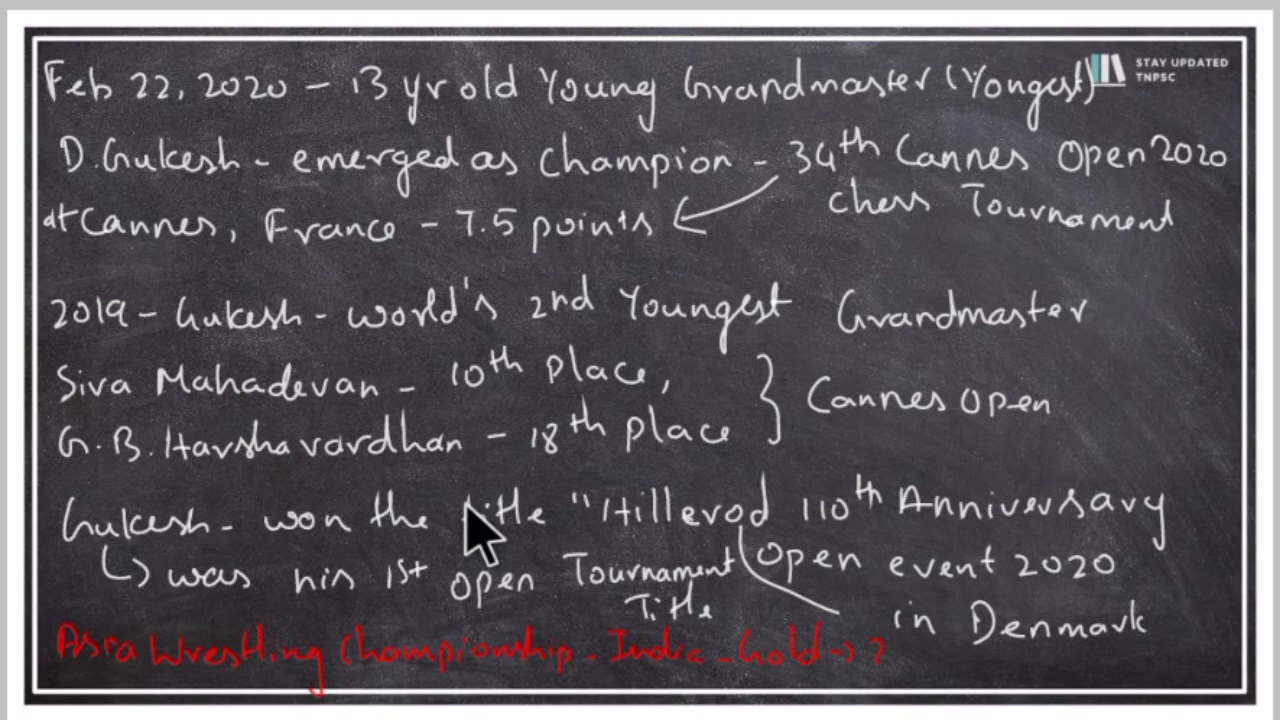 STAY UPDATED
TNPSC
Feb 22, 2020 - 13 yr old Young Grandmaster (Yongest)
D. Gukesh - emerged as champion - 34th Cannes Open 2020
chess Tournament
at Cannes, France - 7.5 points
2019 - Gukesh - world's 2nd Youngest Grandmaster
Siva Mahadevan - 10th place,
G. B. Harshavardhan - 18th place } Cannes open
Gukesh - won the title "Hillerod 110th Anniversary
Open event 2020
in Denmark
↳ was his 1st open Tournament
Title
Asia Wrestling Championship - India - Gold → ?